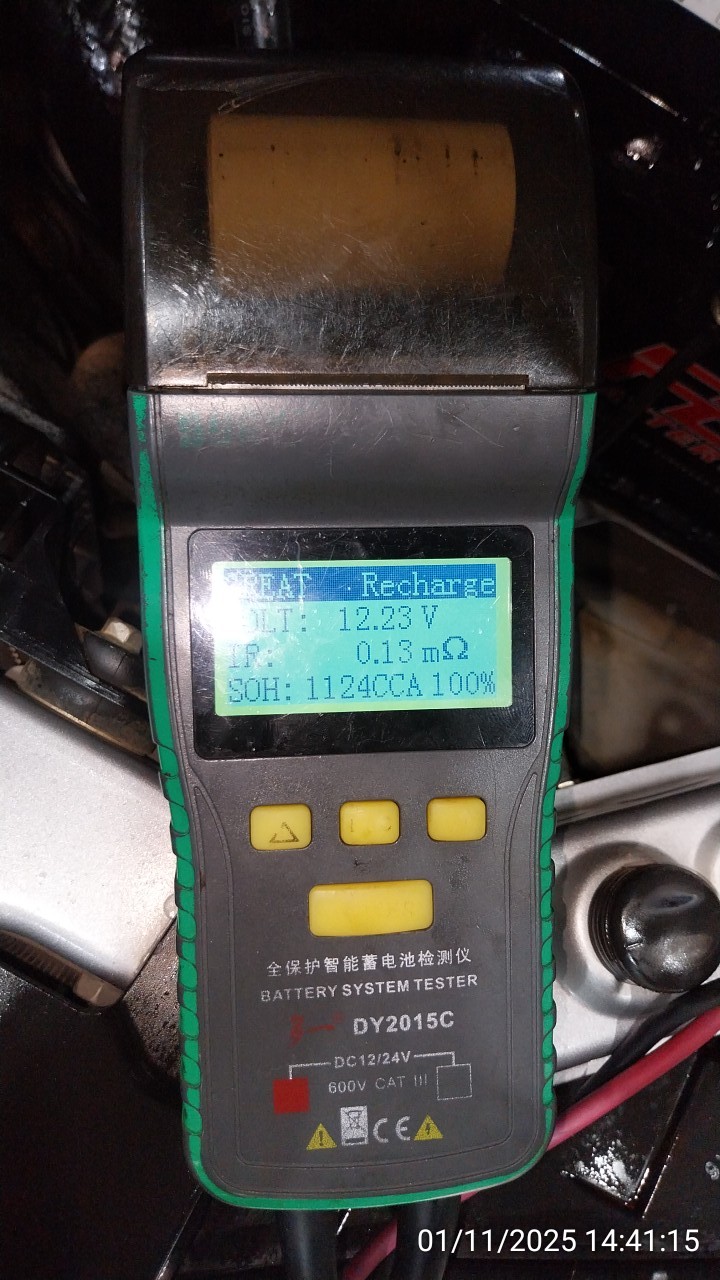 Recharge
12.23 V
IR: 0.13 mΩ
SOH: 1124CCA 100%
全保护智能蓄电池检测仪
BATTERY SYSTEM TESTER
DY2015C
DC12/24V
600V CAT III
CE
01/11/2025 14:41:15